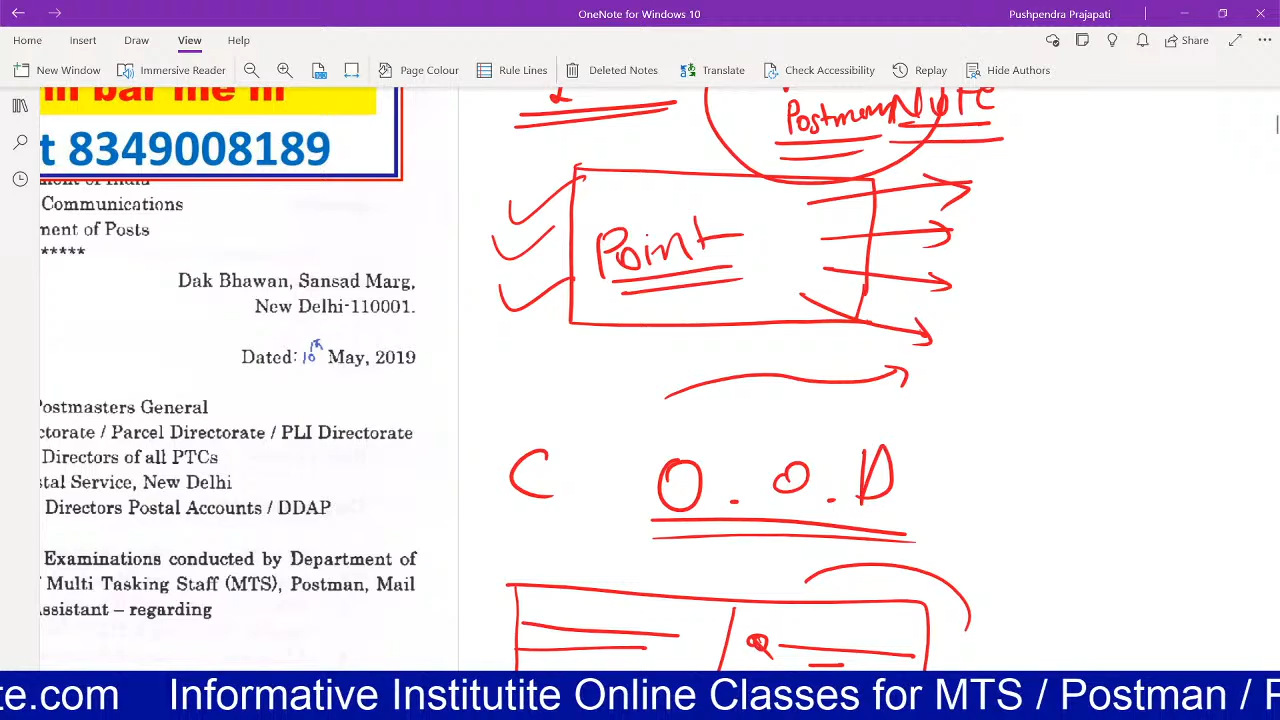 OneNote for Windows 10
Pushpendra Prajapati
Home Insert Draw View Help
Share
New Window Immersive Reader Page Colour Rule Lines Deleted Notes Translate Check Accessibility Replay Hide Authors
t 8349008189
Communications
ment of Posts
*****
Dak Bhawan, Sansad Marg,
New Delhi-110001.
Dated: 10th May, 2019
Postmasters General
ctorate / Parcel Directorate / PLI Directorate
Directors of all PTCs
stal Service, New Delhi
Directors Postal Accounts / DDAP
Examinations conducted by Department of
Multi Tasking Staff (MTS), Postman, Mail
Assistant – regarding
Postman
Point
C O.O.D
te.com Informative Institutite Online Classes for MTS / Postman / F